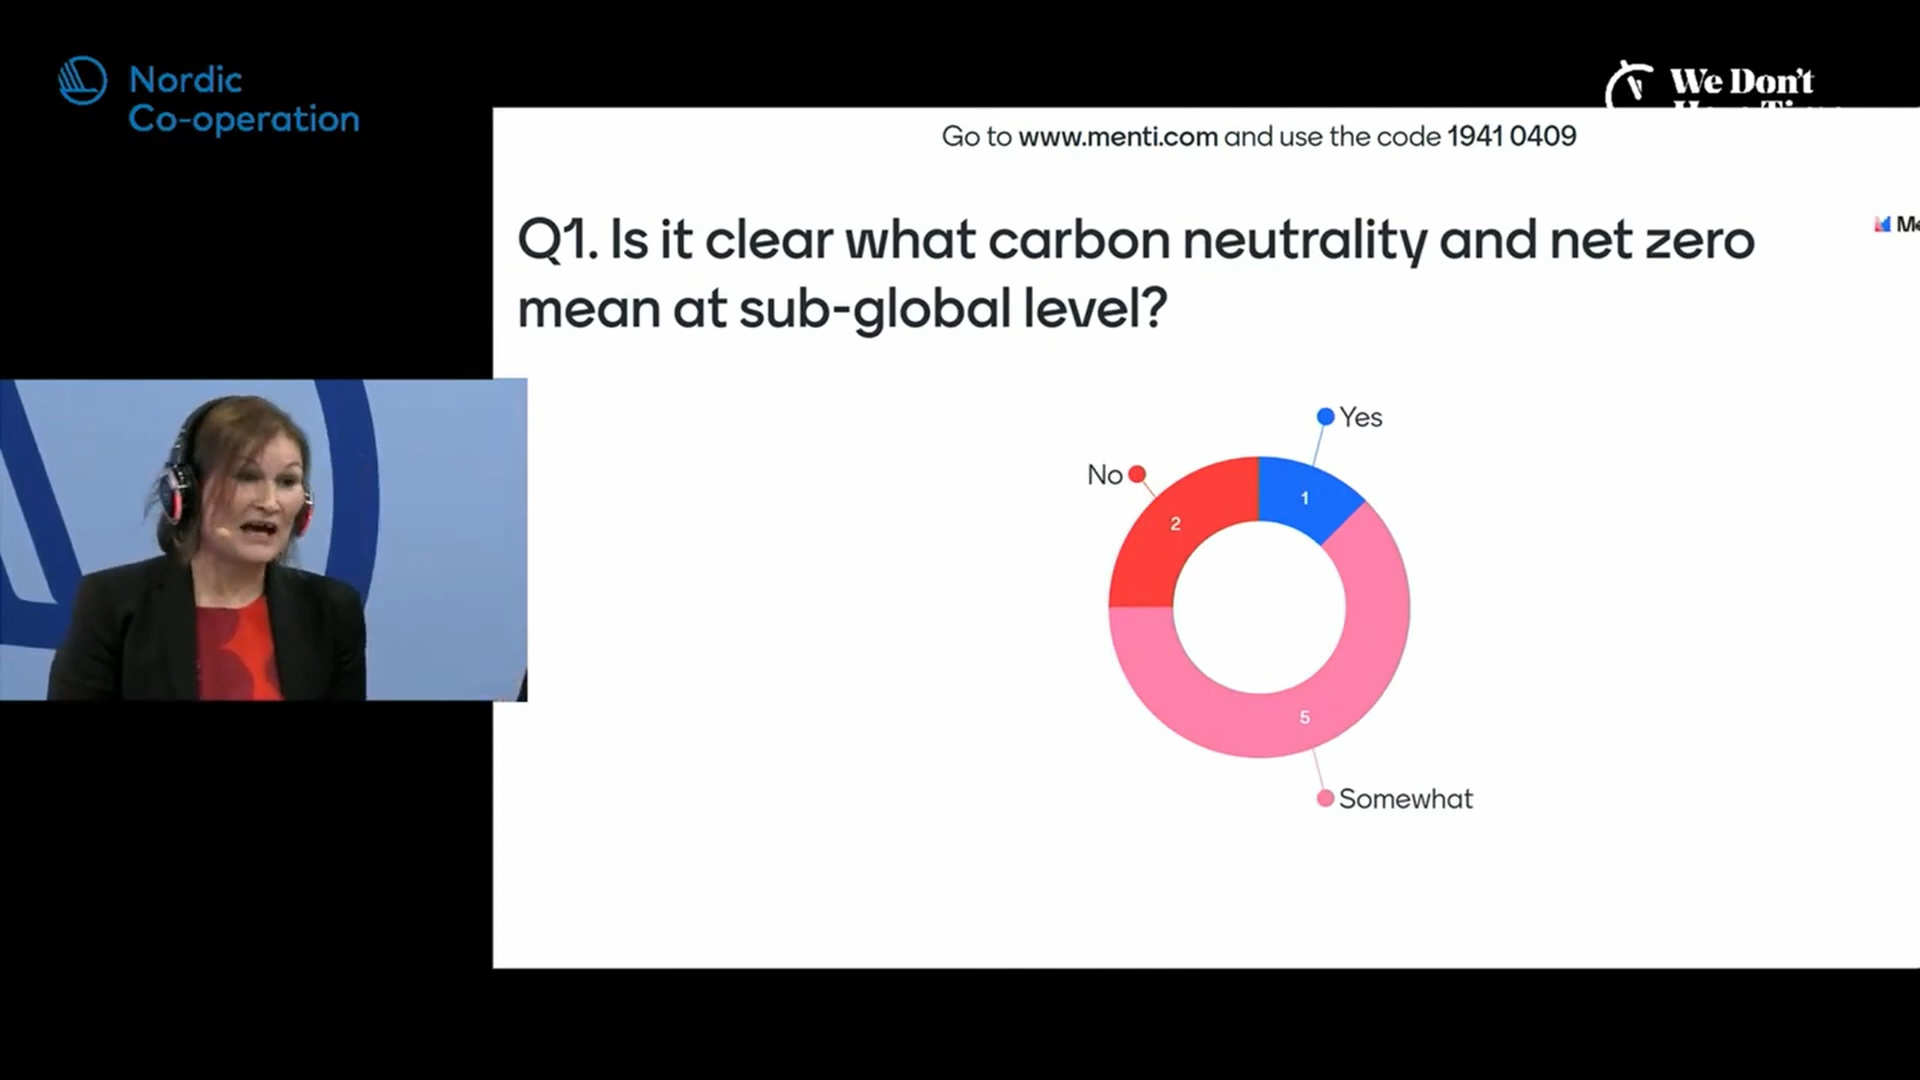 Nordic
Co-operation
We Don't
Go to www.menti.com and use the code 1941 0409
Q1. Is it clear what carbon neutrality and net zero
mean at sub-global level?
Yes
No
1
2
5
Somewhat